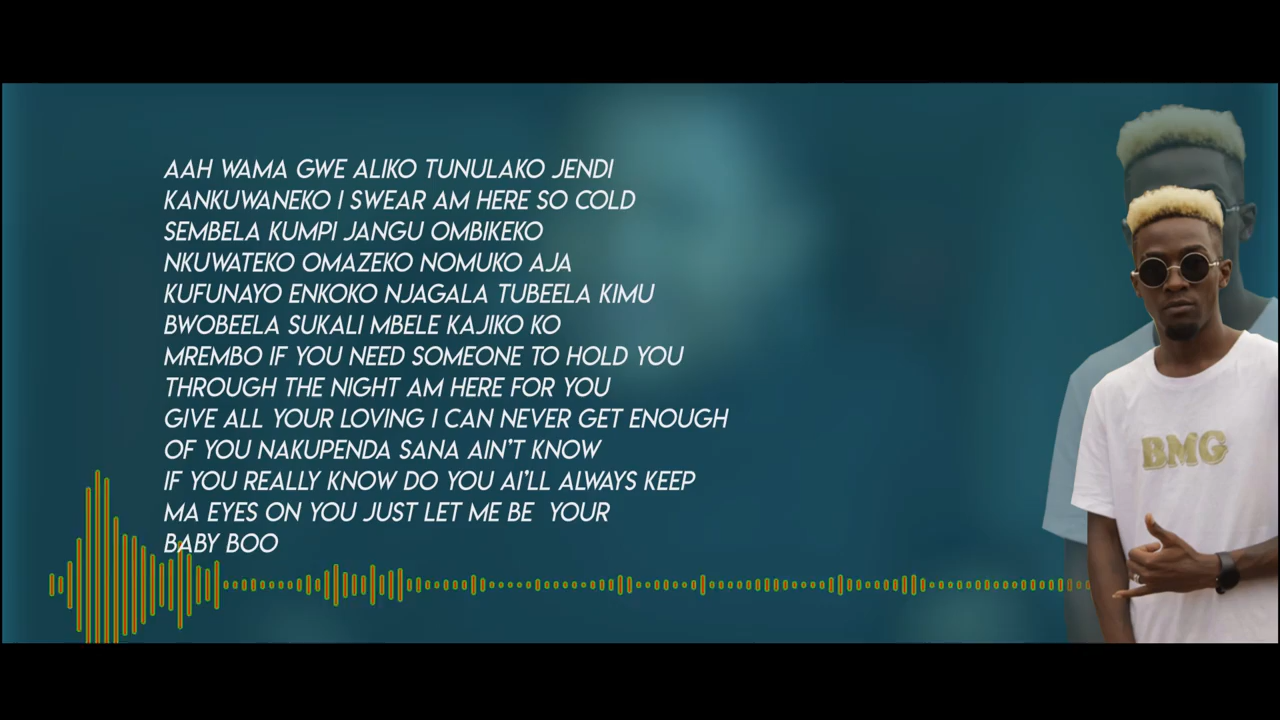 AAH WAMA GWE ALIKO TUNULAKO JENDI
KANKUWANEKO I SWEAR AM HERE SO COLD
SEMBELA KUMPI JANGU OMBIKEKO
NKUWATEKO OMAZEKO NOMUKO AJA
KUFUNAYO ENKOKO NJAGALA TUBEELA KIMU
BWOBEELA SUKALI MBELE KAJIKO KO
MREMBO IF YOU NEED SOMEONE TO HOLD YOU
THROUGH THE NIGHT AM HERE FOR YOU
GIVE ALL YOUR LOVING I CAN NEVER GET ENOUGH
OF YOU NAKUPENDA SANA AIN'T KNOW
IF YOU REALLY KNOW DO YOU AI'LL ALWAYS KEEP
MA EYES ON YOU JUST LET ME BE  YOUR
BABY BOO
BMG